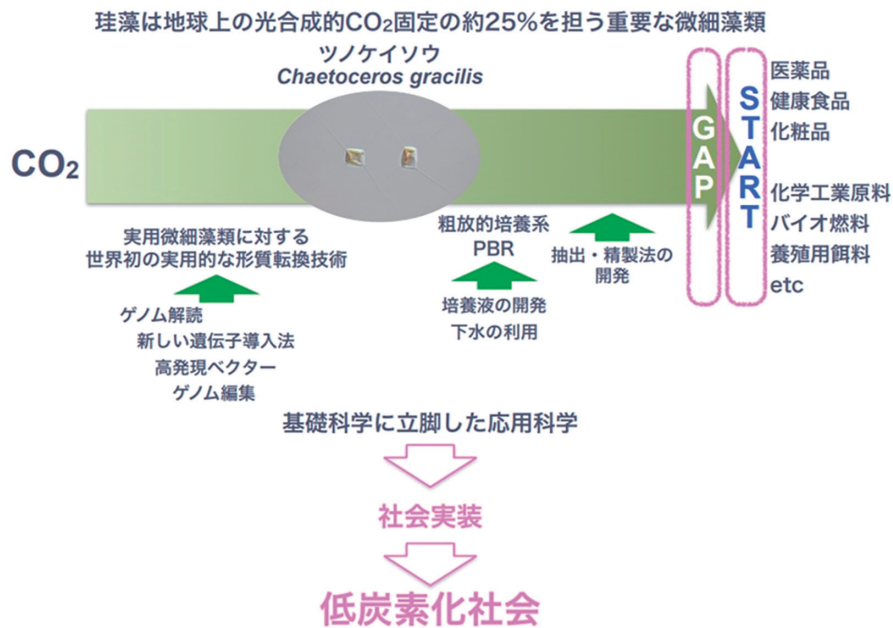 珪藻は地球上の光合成的CO₂固定の約25%を担う重要な微細藻類
ツノケイソウ
Chaetoceros gracilis
CO₂
GAP
START
医薬品
健康食品
化粧品
化学工業原料
バイオ燃料
養殖用餌料
etc
実用微細藻類に対する
世界初の実用的な形質転換技術
ゲノム解読
新しい遺伝子導入法
高発現ベクター
ゲノム編集
粗放的培養系
PBR
培養液の開発
下水の利用
抽出・精製法の
開発
基礎科学に立脚した応用科学
社会実装
低炭素化社会